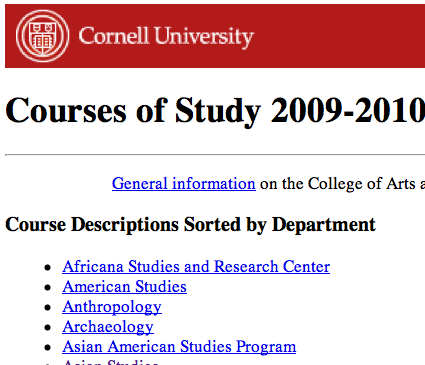 Cornell University
Courses of Study 2009-2010
General information on the College of Arts
Course Descriptions Sorted by Department
Africana Studies and Research Center
American Studies
Anthropology
Archaeology
Asian American Studies Program
Asian Studies